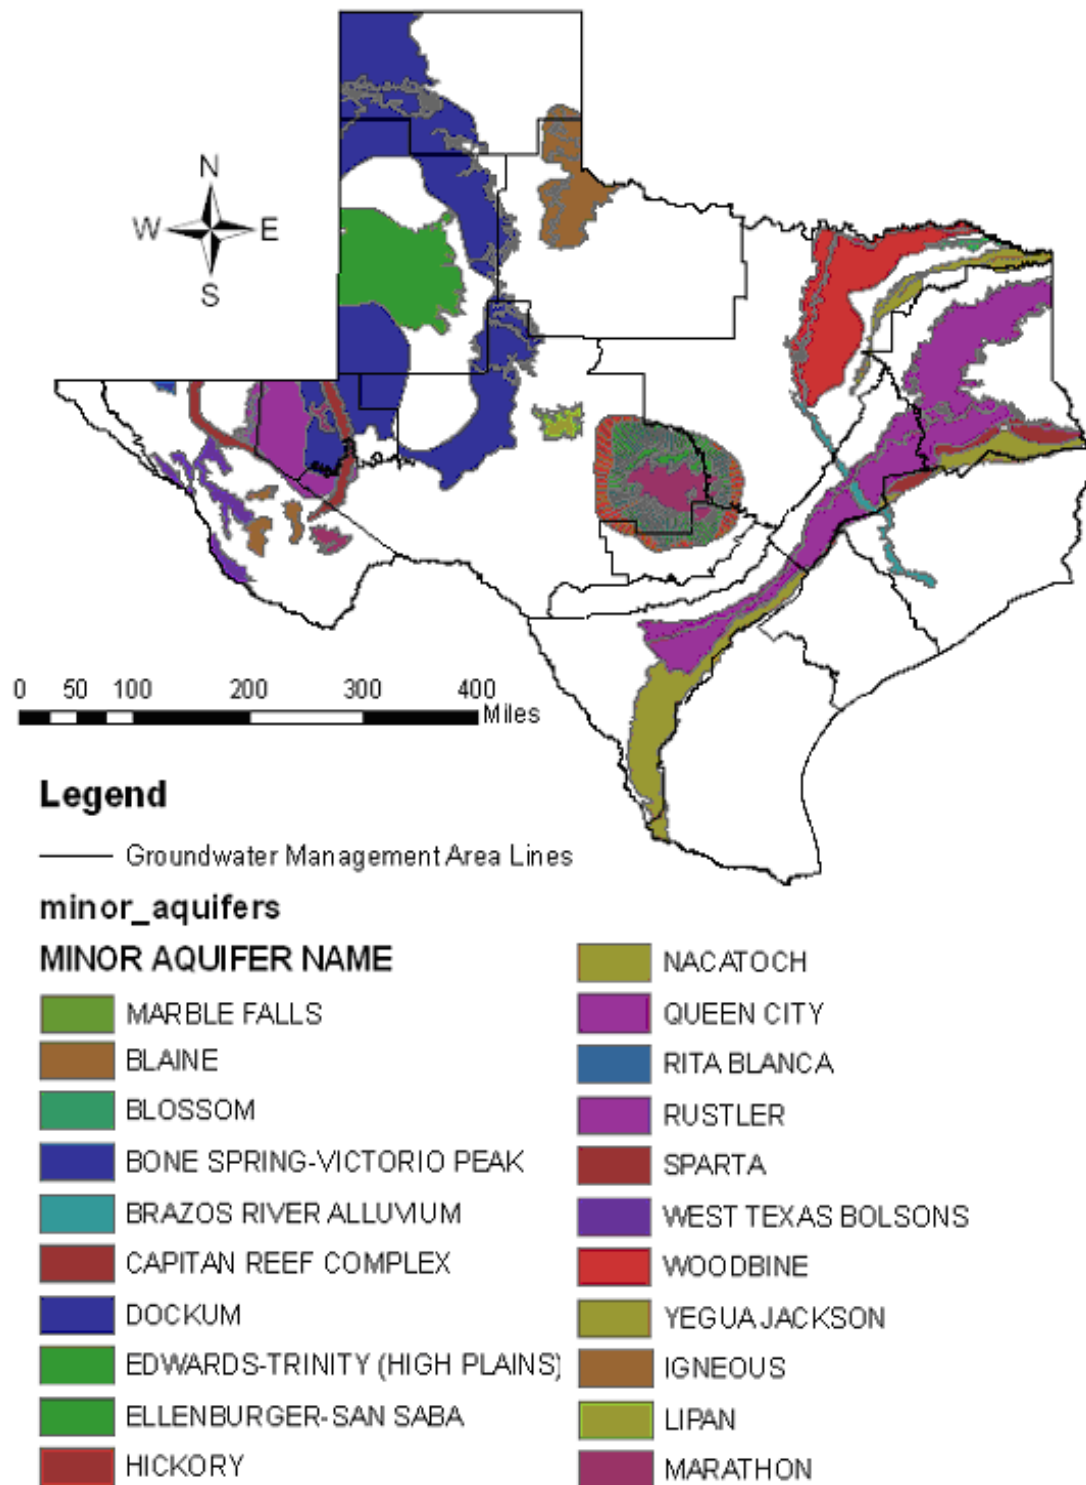 N
W E
S
0 50 100 200 300 400
Miles
Legend
Groundwater Management Area Lines
minor_aquifers
MINOR AQUIFER NAME
MARBLE FALLS
BLAINE
BLOSSOM
BONE SPRING-VICTORIO PEAK
BRAZOS RIVER ALLUVIUM
CAPITAN REEF COMPLEX
DOCKUM
EDWARDS-TRINITY (HIGH PLAINS)
ELLENBURGER-SAN SABA
HICKORY
NACATOCH
QUEEN CITY
RITA BLANCA
RUSTLER
SPARTA
WEST TEXAS BOLSONS
WOODBINE
YEGUA JACKSON
IGNEOUS
LIPAN
MARATHON